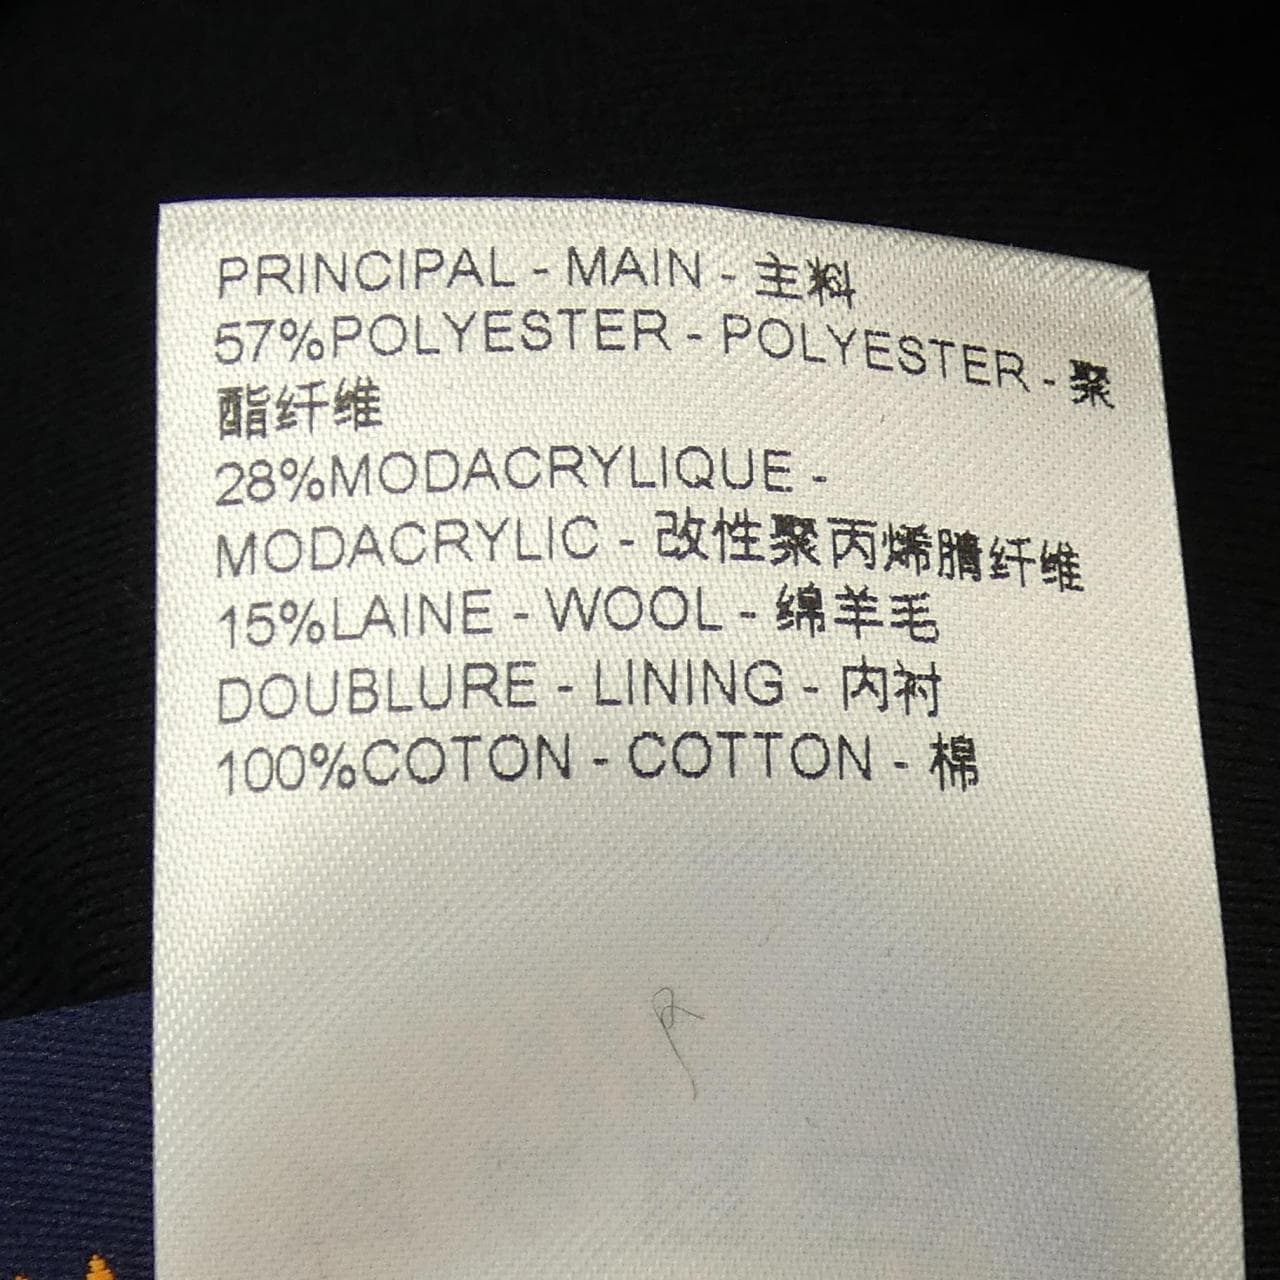 PRINCIPAL - MAIN - 主料
57%POLYESTER - POLYESTER - 聚
酯纤维
28%MODACRYLIQUE -
MODACRYLIC - 改性聚丙烯腈纤维
15%LAINE - WOOL - 绵羊毛
DOUBLURE - LINING - 内衬
100%COTON - COTTON - 棉